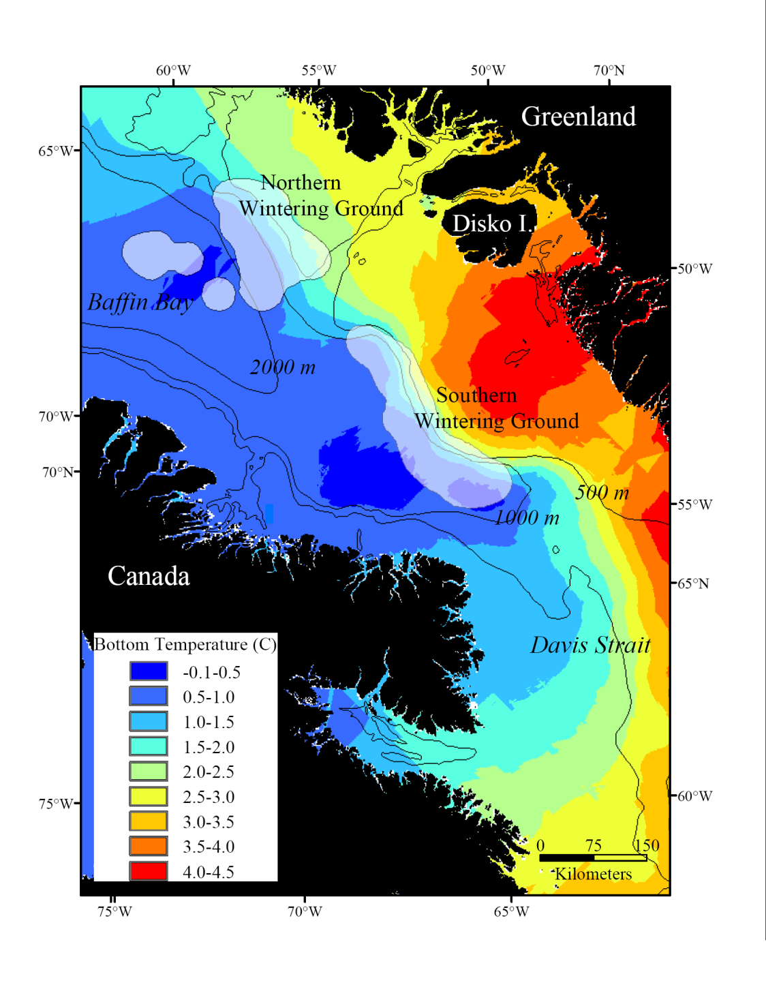 60°W
55°W
50°W
70°N
Greenland
65°W
Northern
Wintering Ground
Disko I.
50°W
Baffin Bay
2000 m
Southern
Wintering Ground
70°W
70°N
500 m
55°W
1000 m
Canada
65°N
Davis Strait
Bottom Temperature (C)
-0.1-0.5
0.5-1.0
1.0-1.5
1.5-2.0
2.0-2.5
2.5-3.0
3.0-3.5
3.5-4.0
4.0-4.5
75°W
60°W
0 75 150
Kilometers
75°W
70°W
65°W